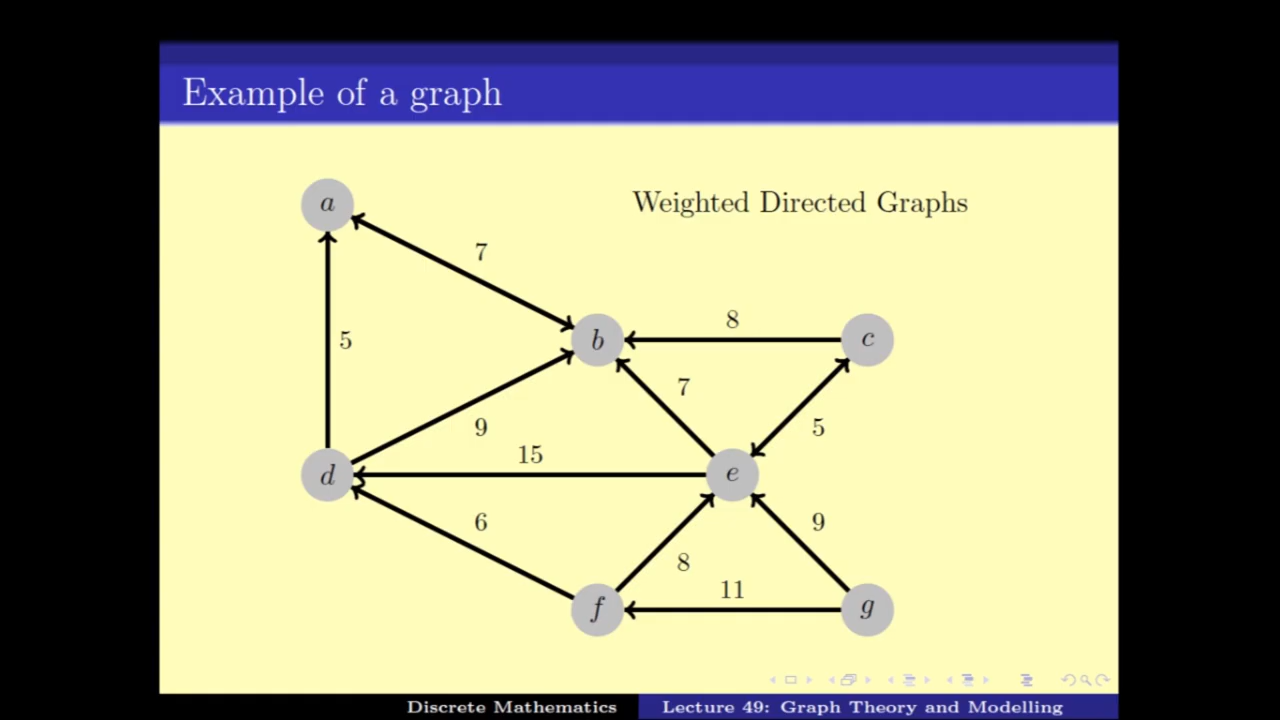 Example of a graph
a
Weighted Directed Graphs
7
8
5
b
c
7
9
5
15
d
e
6
9
8
11
f
g
Discrete Mathematics
Lecture 49: Graph Theory and Modelling